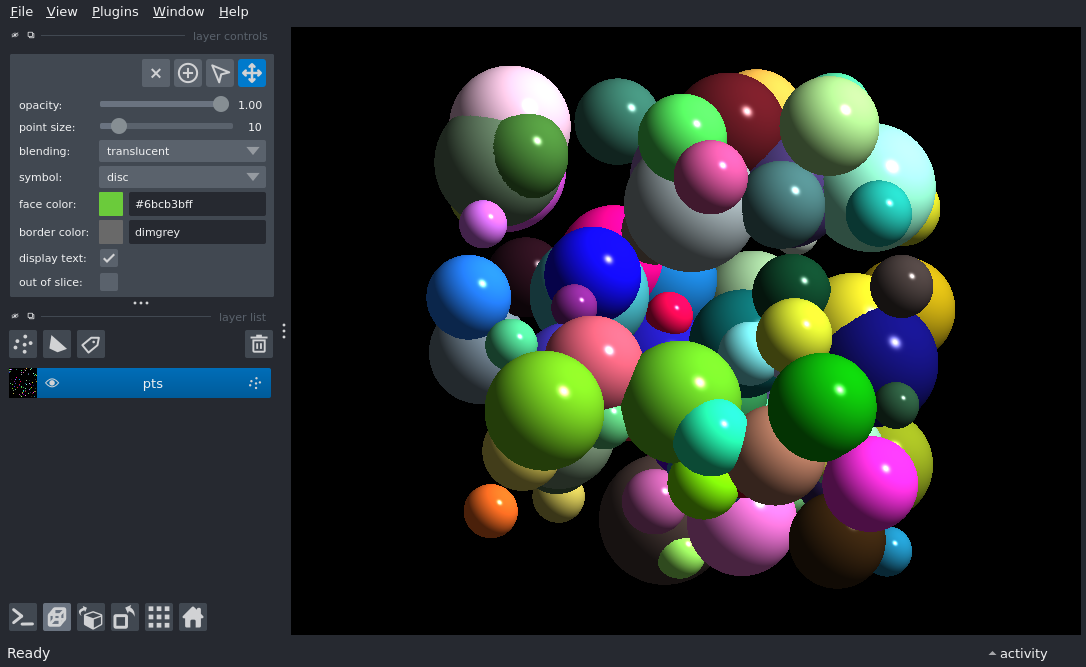 File View Plugins Window Help
layer controls
opacity: 1.00
point size: 10
blending: translucent
symbol: disc
face color: #6bcb3bff
border color: dimgrey
display text:
out of slice:
layer list
pts
Ready
activity